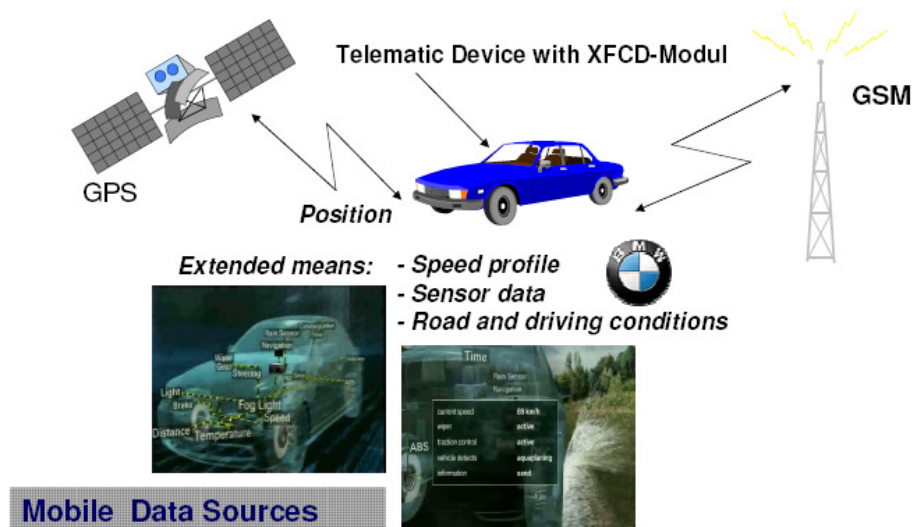 Telematic Device with XFCD-Modul
GSM
GPS
Position
BMW
Extended means: - Speed profile
- Sensor data
- Road and driving conditions
Rain Sensor
Navigation
Wiper
Gear
Steering
Light
Brake
Fog Light
Speed
Distance
Temperature
Time
Rain Sensor
Navigation
current speed 89 km/h
wiper active
traction control active
ABS
vehicle detects aquaplaning
information send
Mobile Data Sources